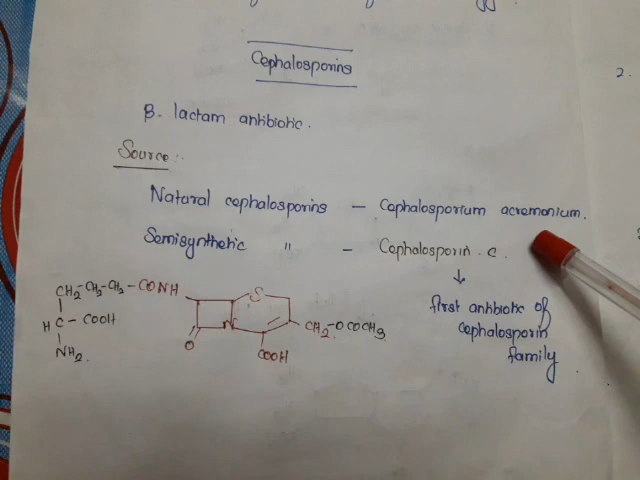 Cephalosporins
2.
β. lactam antibiotic.
Source :-
Natural cephalosporins – Cephalosporium acremonium.
Semisynthetic " – Cephalosporin. C.
↓
first antibiotic of
cephalosporin
family
CH₂-CH₂-CH₂-CONH
S
H C - COOH
N
CH₂-OCOCH₃
NH₂.
O
COOH